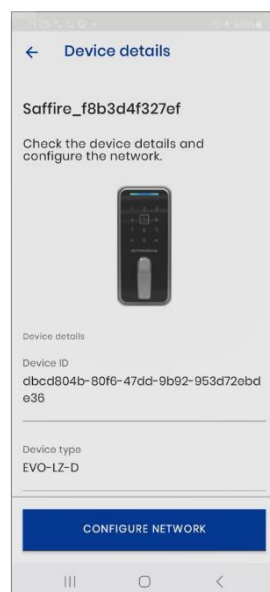 ← Device details
Saffire_f8b3d4f327ef
Check the device details and
configure the network.
Device details
Device ID
dbcd804b-80f6-47dd-9b92-953d72ebd
e36
Device type
EVO-LZ-D
CONFIGURE NETWORK